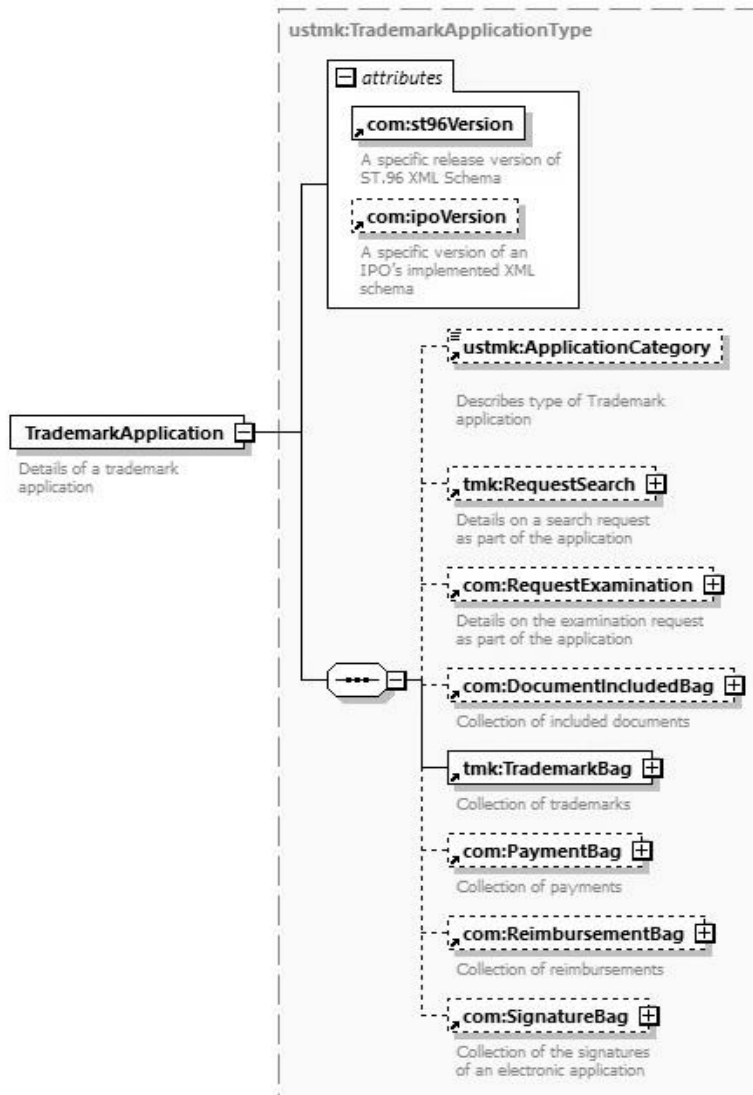 ustmk:TrademarkApplicationType
attributes
com:st96Version
A specific release version of
ST.96 XML Schema
com:ipoVersion
A specific version of an
IPO's implemented XML
schema
ustmk:ApplicationCategory
Describes type of Trademark
application
TrademarkApplication
Details of a trademark
application
tmk:RequestSearch
Details on a search request
as part of the application
com:RequestExamination
Details on the examination request
as part of the application
com:DocumentIncludedBag
Collection of included documents
tmk:TrademarkBag
Collection of trademarks
com:PaymentBag
Collection of payments
com:ReimbursementBag
Collection of reimbursements
com:SignatureBag
Collection of the signatures
of an electronic application